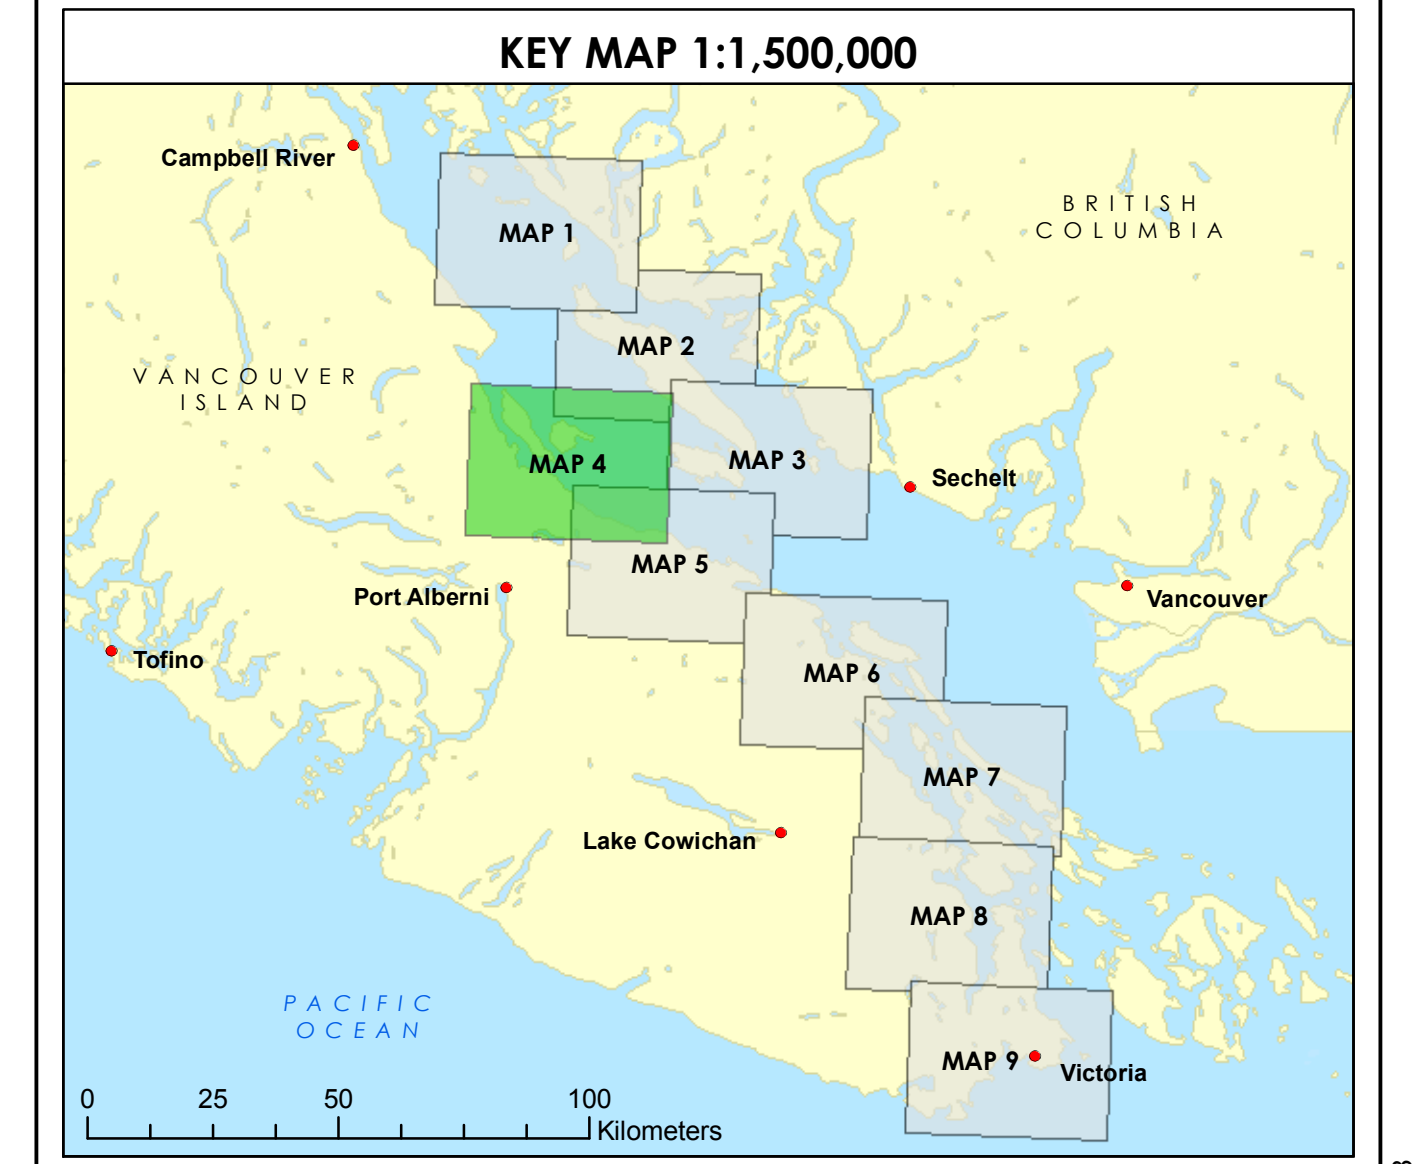 KEY MAP 1:1,500,000
Campbell River
MAP 1
BRITISH
COLUMBIA
MAP 2
VANCOUVER
ISLAND
MAP 4
MAP 3
Sechelt
MAP 5
Port Alberni
Vancouver
Tofino
MAP 6
MAP 7
Lake Cowichan
MAP 8
PACIFIC
OCEAN
MAP 9
Victoria
0 25 50 100
Kilometers